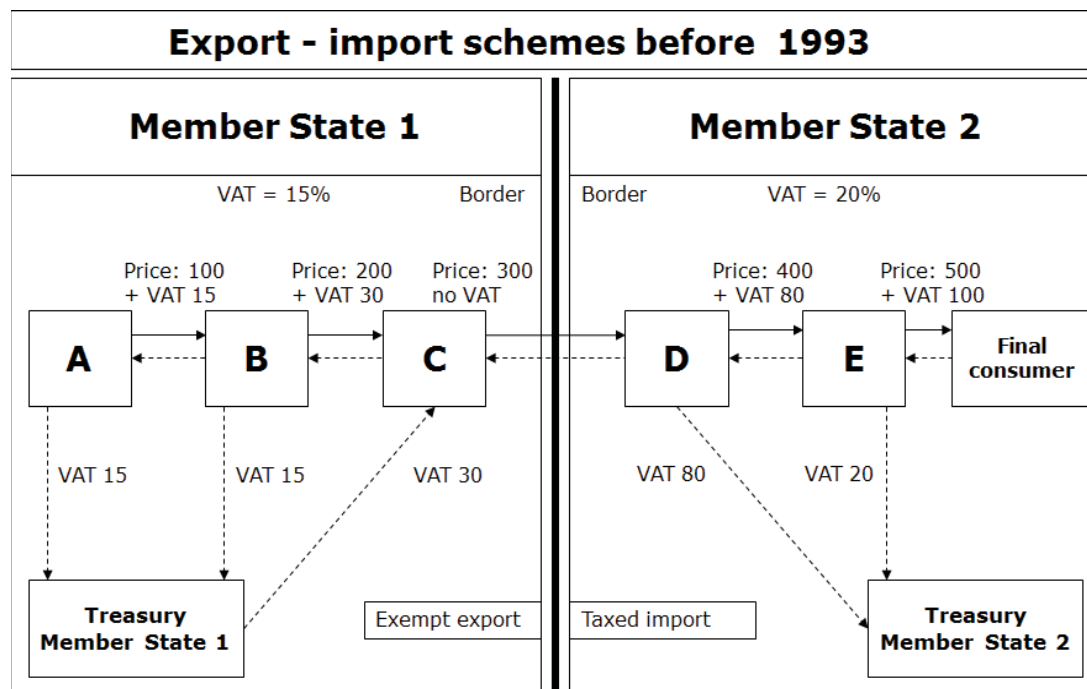 Export - import schemes before 1993
Member State 1
Member State 2
VAT = 15%
Border
Border
VAT = 20%
Price: 100
+ VAT 15
Price: 200
+ VAT 30
Price: 300
no VAT
Price: 400
+ VAT 80
Price: 500
+ VAT 100
A
B
C
D
E
Final
consumer
VAT 15
VAT 15
VAT 30
VAT 80
VAT 20
Treasury
Member State 1
Exempt export
Taxed import
Treasury
Member State 2